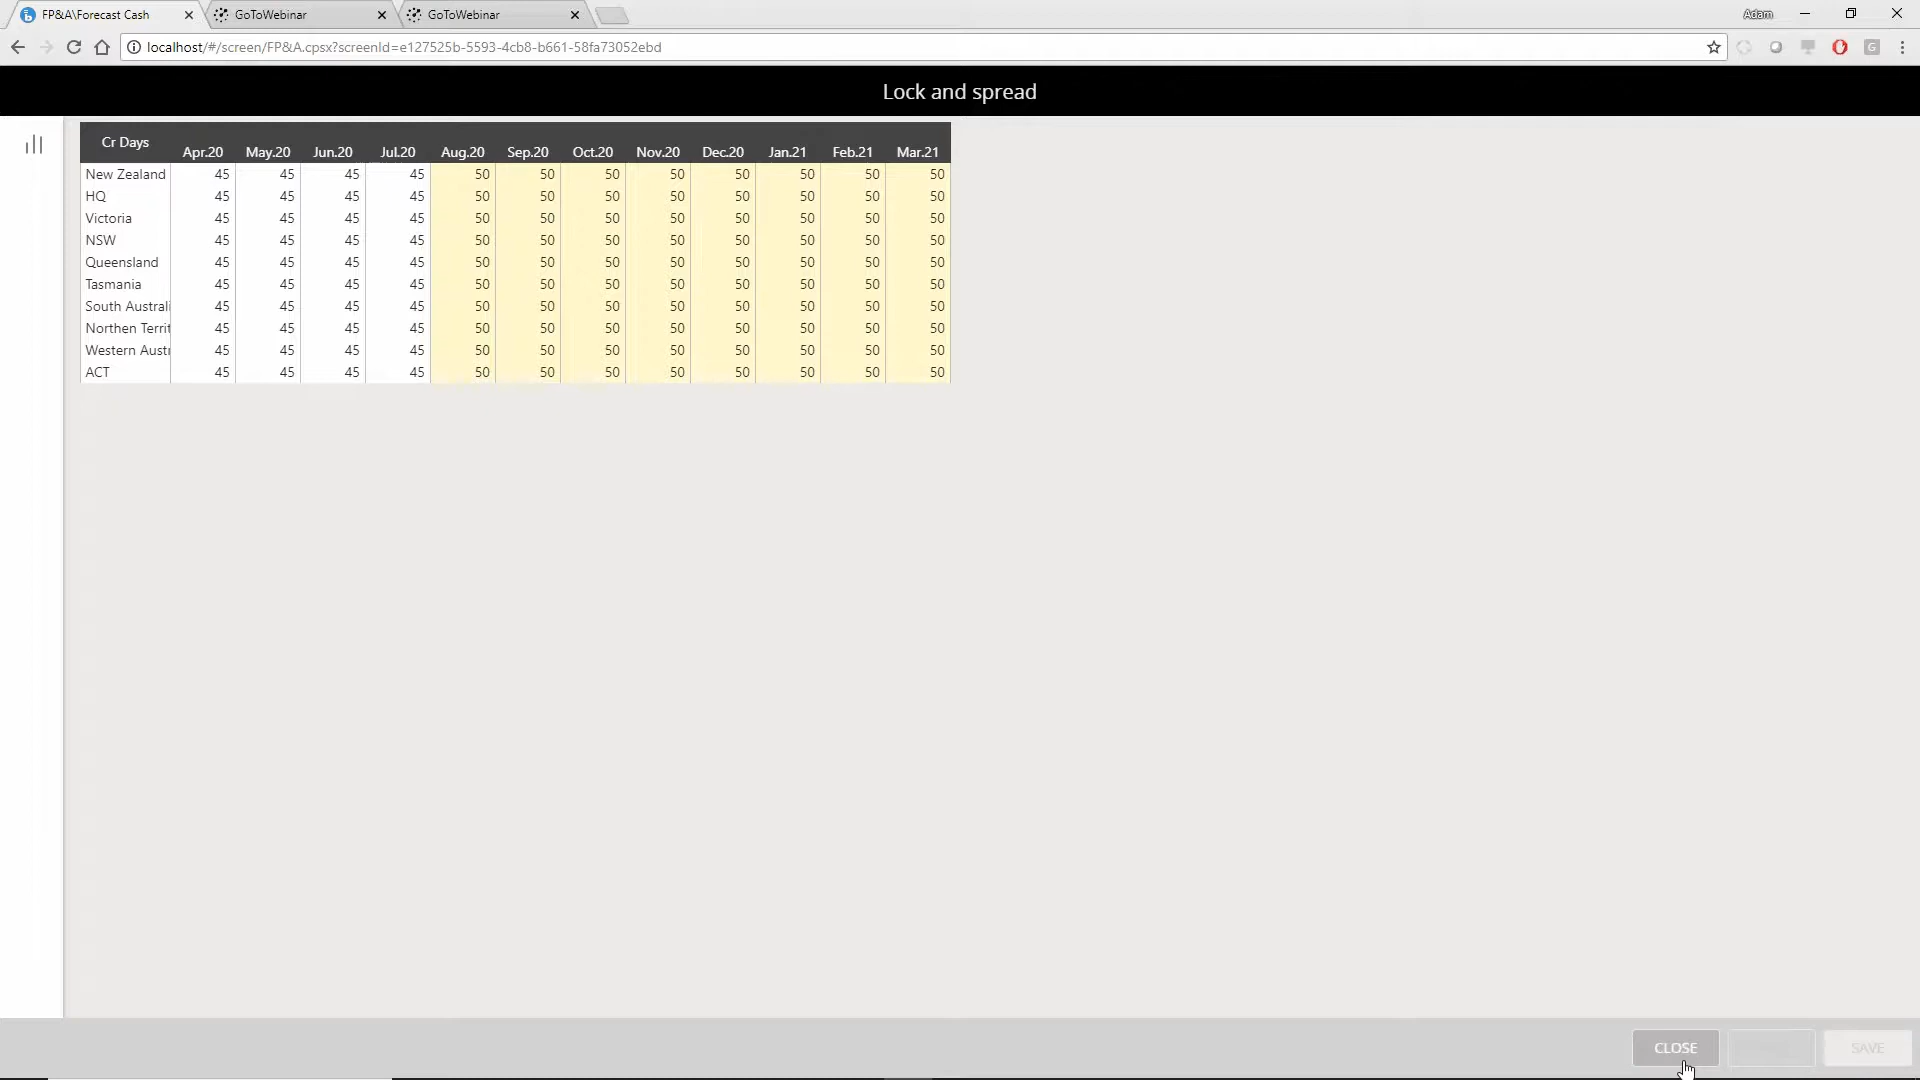 FP&A\Forecast Cash
GoToWebinar
GoToWebinar
Adam
localhost/#/screen/FP&A.cpsx?screenId=e127525b-5593-4cb8-b661-58fa73052ebd
G
Lock and spread
Cr Days Apr.20 May.20 Jun.20 Jul.20 Aug.20 Sep.20 Oct.20 Nov.20 Dec.20 Jan.21 Feb.21 Mar.21
New Zealand 45 45 45 45 50 50 50 50 50 50 50 50
HQ 45 45 45 45 50 50 50 50 50 50 50 50
Victoria 45 45 45 45 50 50 50 50 50 50 50 50
NSW 45 45 45 45 50 50 50 50 50 50 50 50
Queensland 45 45 45 45 50 50 50 50 50 50 50 50
Tasmania 45 45 45 45 50 50 50 50 50 50 50 50
South Australi 45 45 45 45 50 50 50 50 50 50 50 50
Northen Territ 45 45 45 45 50 50 50 50 50 50 50 50
Western Austr 45 45 45 45 50 50 50 50 50 50 50 50
ACT 45 45 45 45 50 50 50 50 50 50 50 50
CLOSE SAVE